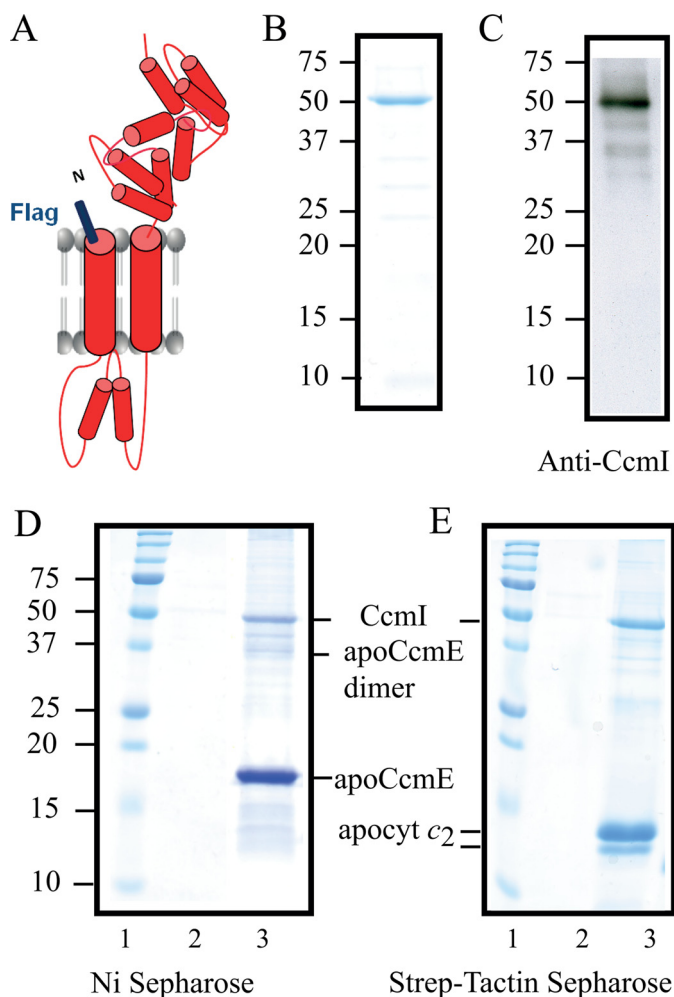 A
N
Flag
B
75
50
37
25
20
15
10
C
75
50
37
25
20
15
10
Anti-CcmI
D
75
50
37
25
20
15
10
1 2 3
Ni Sepharose
CcmI
apoCcmE
dimer
apoCcmE
apocyt c2
E
1 2 3
Strep-Tactin Sepharose